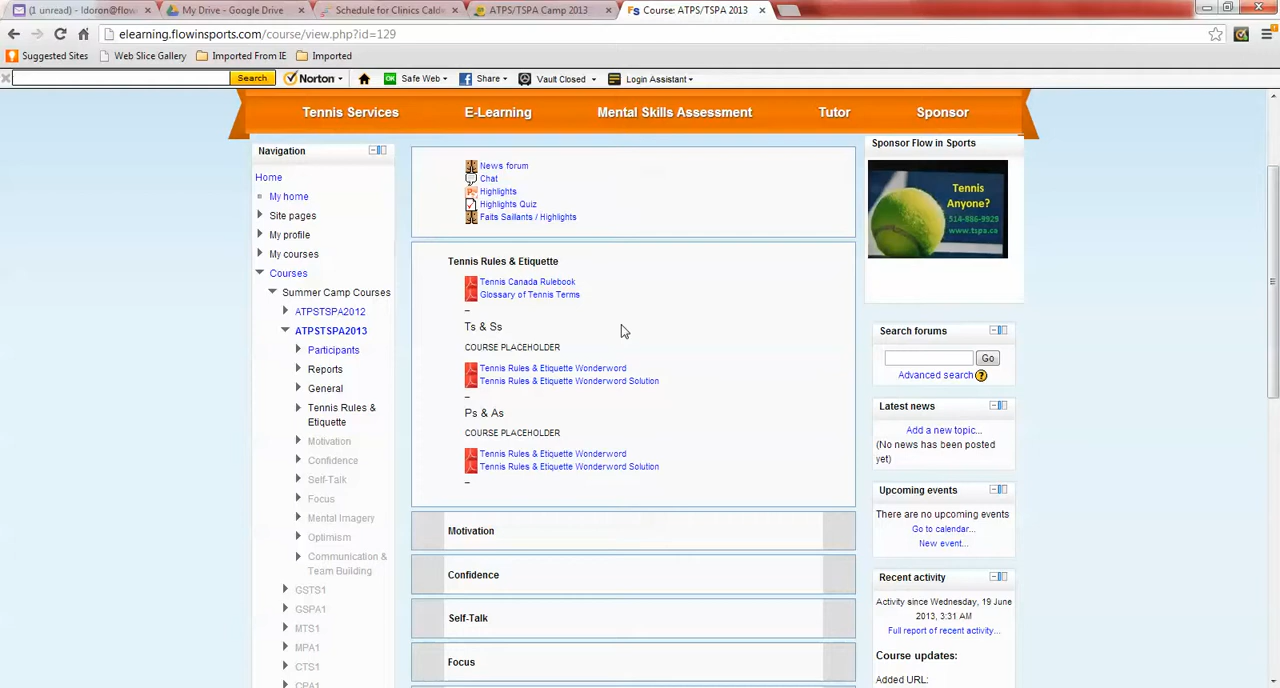 (1 unread) - ldoron@flow
My Drive - Google Drive
Schedule for Clinics Cald
ATPS/TSPA Camp 2013
Course: ATPS/TSPA 2013
elearning.flowinsports.com/course/view.php?id=129
Suggested Sites
Web Slice Gallery
Imported From IE
Imported
Search
Norton
Safe Web
Share
Vault Closed
Login Assistant
Tennis Services
E-Learning
Mental Skills Assessment
Tutor
Sponsor
Navigation
Home
My home
Site pages
My profile
My courses
Courses
Summer Camp Courses
ATPSTSPA2012
ATPSTSPA2013
Participants
Reports
General
Tennis Rules &
Etiquette
Motivation
Confidence
Self-Talk
Focus
Mental Imagery
Optimism
Communication &
Team Building
GSTS1
GSPA1
MTS1
MPA1
CTS1
CPA1
News forum
Chat
Highlights
Highlights Quiz
Faits Saillants / Highlights
Tennis Rules & Etiquette
Tennis Canada Rulebook
Glossary of Tennis Terms
–
Ts & Ss
COURSE PLACEHOLDER
Tennis Rules & Etiquette Wonderword
Tennis Rules & Etiquette Wonderword Solution
–
Ps & As
COURSE PLACEHOLDER
Tennis Rules & Etiquette Wonderword
Tennis Rules & Etiquette Wonderword Solution
–
Motivation
Confidence
Self-Talk
Focus
Sponsor Flow in Sports
Tennis
Anyone?
514-886-9929
www.tspa.ca
Search forums
Go
Advanced search
Latest news
Add a new topic...
(No news has been posted
yet)
Upcoming events
There are no upcoming events
Go to calendar...
New event...
Recent activity
Activity since Wednesday, 19 June
2013, 3:31 AM
Full report of recent activity...
Course updates:
Added URL: